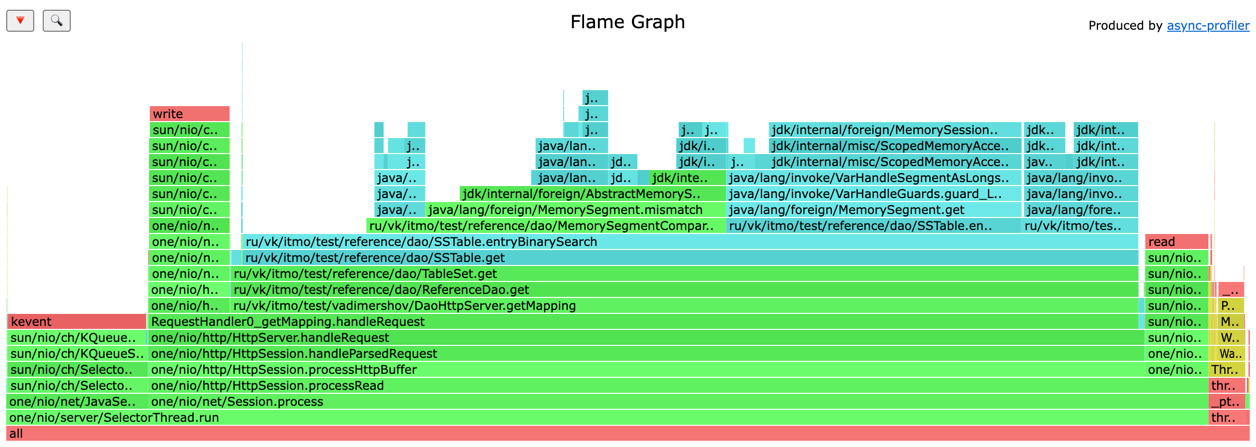 Flame Graph
Produced by async-profiler
j..
write j..
sun/nio/c.. j.. j.. j.. jdk/internal/foreign/MemorySession.. jdk.. jdk/int..
sun/nio/c.. j.. java/lan.. jdk/i.. jdk/internal/misc/ScopedMemoryAcce.. jdk.. jdk/int..
sun/nio/c.. j.. java/lan.. jd.. jdk/i.. j.. jdk/internal/misc/ScopedMemoryAcce.. jav.. jdk/int..
sun/nio/c.. java/.. java/lan.. jd.. jdk/inte.. java/lang/invoke/VarHandleSegmentAsLongs.. java/lang/invo..
sun/nio/c.. java/.. jdk/internal/foreign/AbstractMemoryS.. java/lang/invoke/VarHandleGuards.guard_L.. java/lang/invo..
sun/nio/c.. java/.. java/lang/foreign/MemorySegment.mismatch java/lang/foreign/MemorySegment.get java/lang/fore..
one/nio/n.. ru/vk/itmo/test/reference/dao/MemorySegmentCompar.. ru/vk/itmo/test/reference/dao/SSTable.en.. ru/vk/itmo/tes..
one/nio/n.. ru/vk/itmo/test/reference/dao/SSTable.entryBinarySearch read
one/nio/n.. ru/vk/itmo/test/reference/dao/SSTable.get sun/nio..
one/nio/n.. ru/vk/itmo/test/reference/dao/TableSet.get sun/nio..
one/nio/h.. ru/vk/itmo/test/reference/dao/ReferenceDao.get sun/nio.. _..
one/nio/h.. ru/vk/itmo/test/vadimershov/DaoHttpServer.getMapping sun/nio.. P..
kevent RequestHandler0_getMapping.handleRequest sun/nio.. M..
sun/nio/ch/KQueue.. one/nio/http/HttpServer.handleRequest sun/nio.. W..
sun/nio/ch/KQueueS.. one/nio/http/HttpSession.handleParsedRequest one/nio.. Wa..
sun/nio/ch/Selecto.. one/nio/http/HttpSession.processHttpBuffer one/nio.. Thr..
sun/nio/ch/Selecto.. one/nio/http/HttpSession.processRead thr..
one/nio/net/JavaSe.. one/nio/net/Session.process _pt..
one/nio/server/SelectorThread.run thr..
all